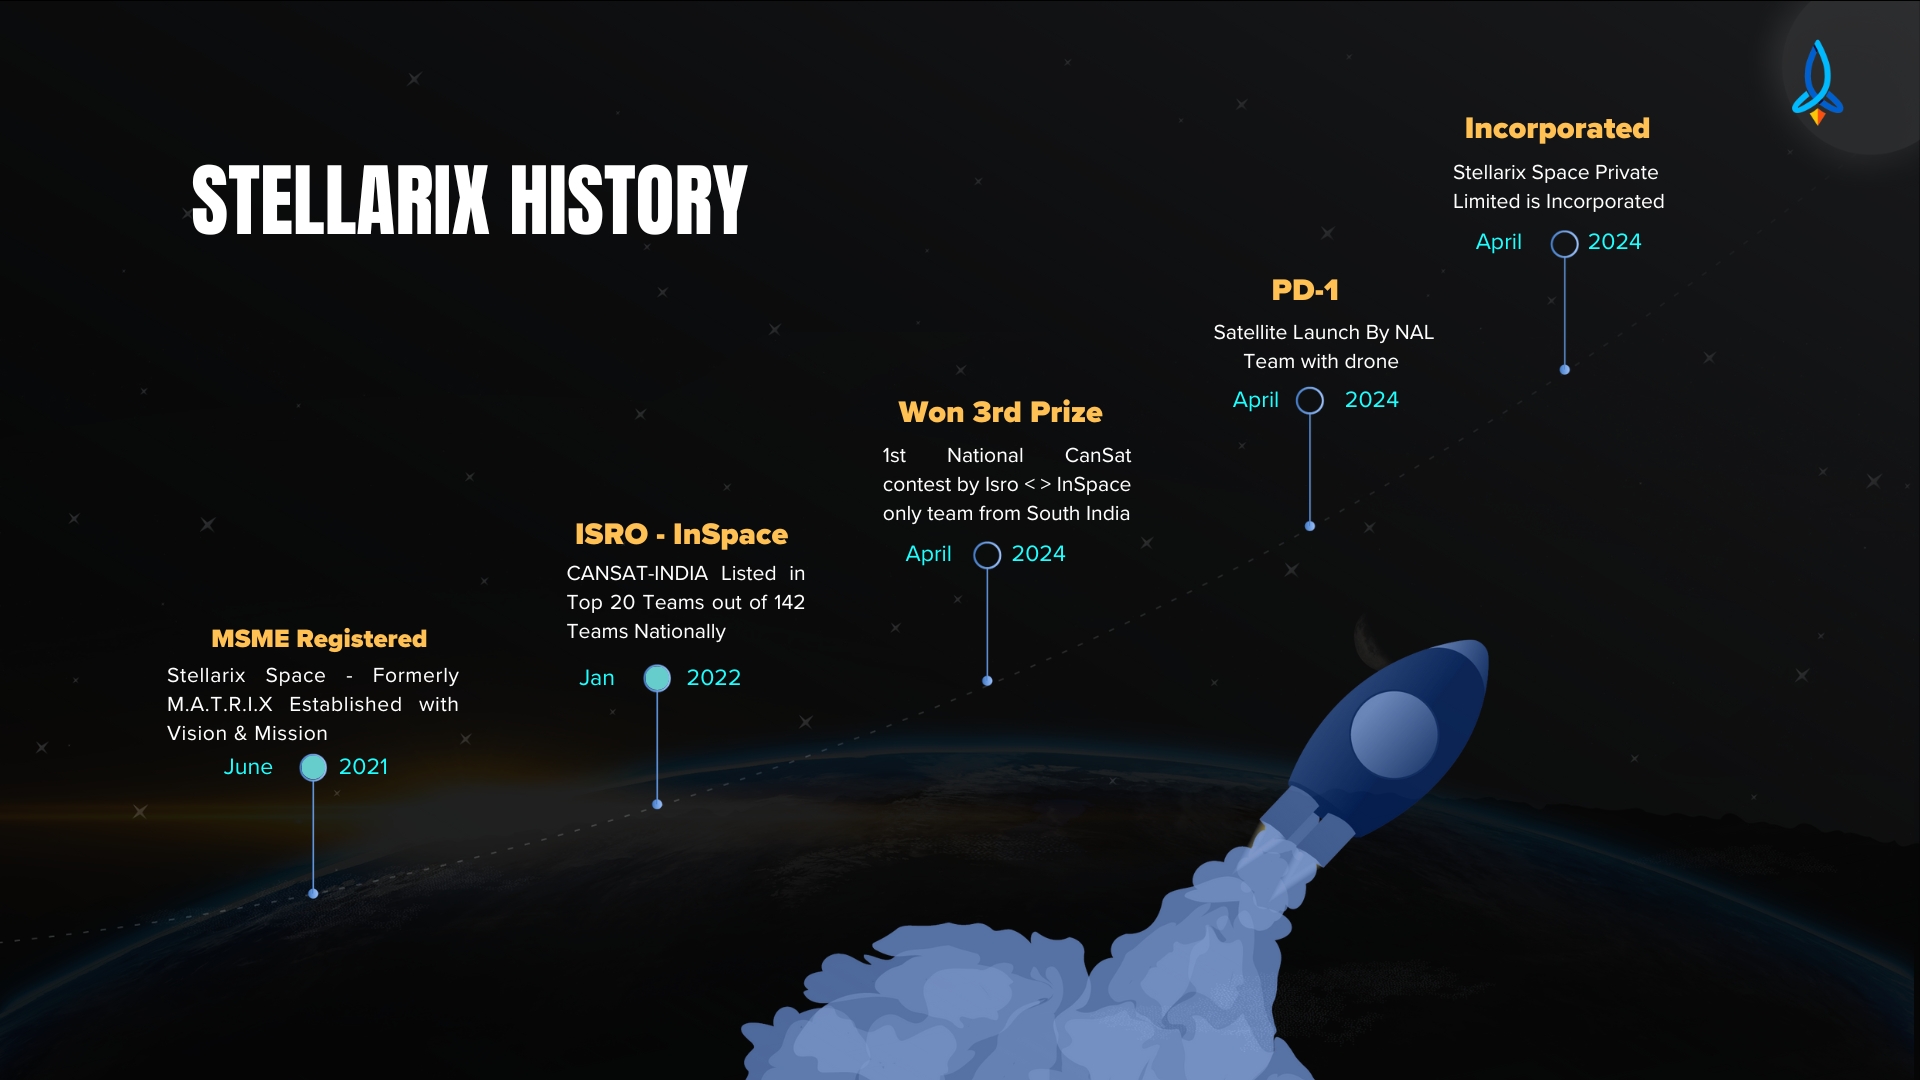 STELLARIX HISTORY
MSME Registered
Stellarix Space - Formerly
M.A.T.R.I.X Established with
Vision & Mission
June 2021
ISRO - InSpace
CANSAT-INDIA Listed in
Top 20 Teams out of 142
Teams Nationally
Jan 2022
Won 3rd Prize
1st National CanSat
contest by Isro < > InSpace
only team from South India
April 2024
PD-1
Satellite Launch By NAL
Team with drone
April 2024
Incorporated
Stellarix Space Private
Limited is Incorporated
April 2024